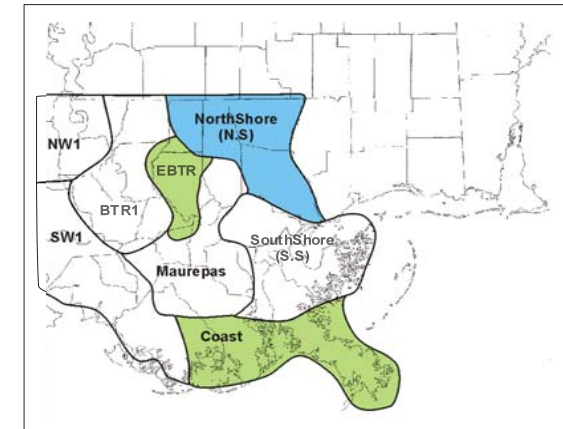 NorthShore
(N.S)
NW1
EBTR
BTR1
SW1
SouthShore
(S.S)
Maurepas
Coast